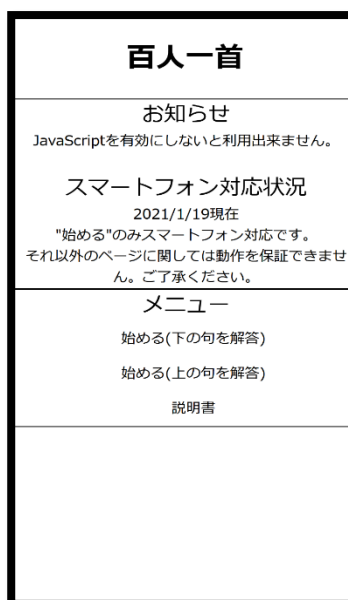 百人一首
お知らせ
JavaScriptを有効にしないと利用出来ません。
スマートフォン対応状況
2021/1/19現在
"始める"のみスマートフォン対応です。
それ以外のページに関しては動作を保証できませ
ん。ご了承ください。
メニュー
始める(下の句を解答)
始める(上の句を解答)
説明書